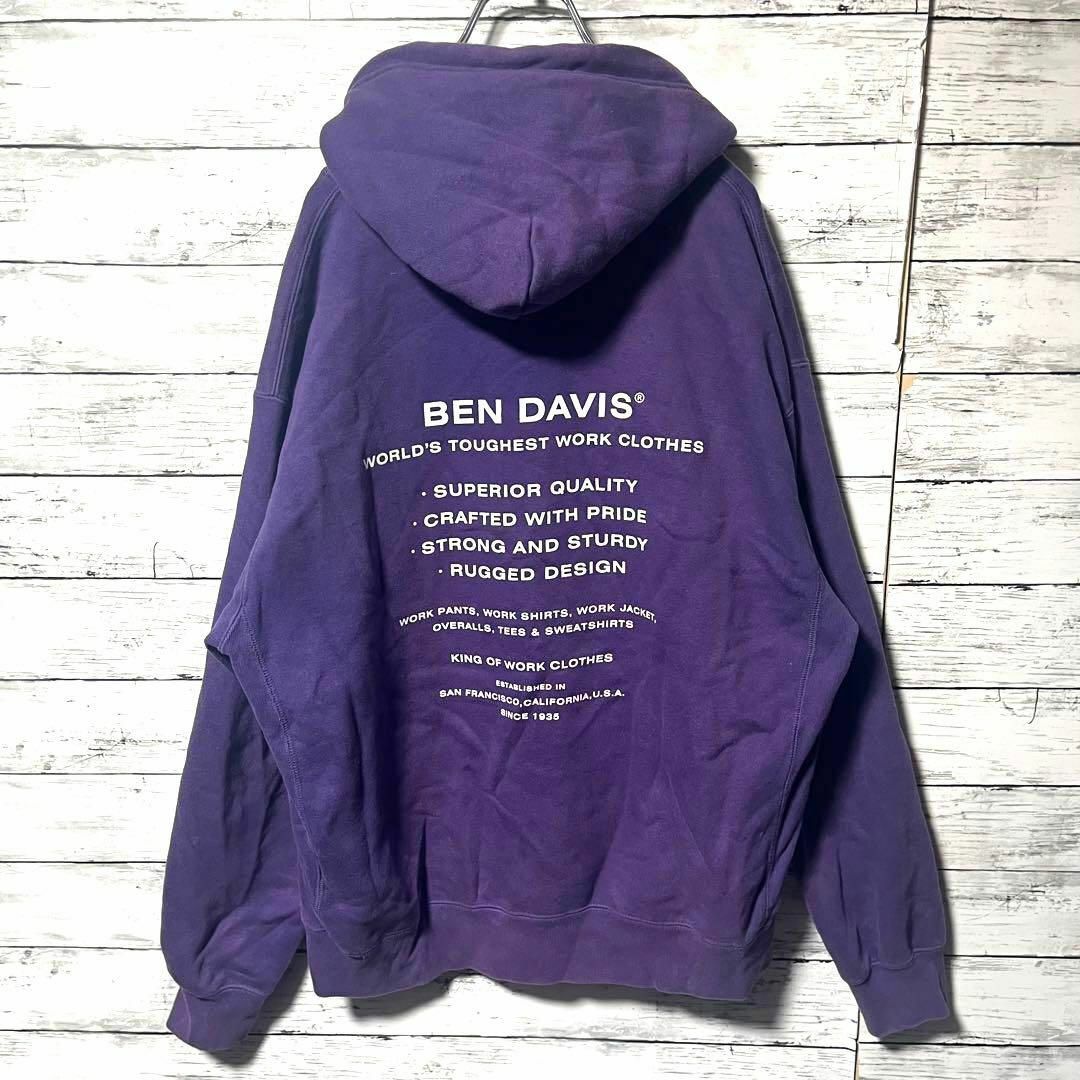 BEN DAVIS®
WORLD'S TOUGHEST WORK CLOTHES
· SUPERIOR QUALITY
· CRAFTED WITH PRIDE
· STRONG AND STURDY
· RUGGED DESIGN
WORK PANTS, WORK SHIRTS, WORK JACKET,
OVERALLS, TEES & SWEATSHIRTS
KING OF WORK CLOTHES
ESTABLISHED IN
SAN FRANCISCO, CALIFORNIA, U.S.A.
SINCE 1935